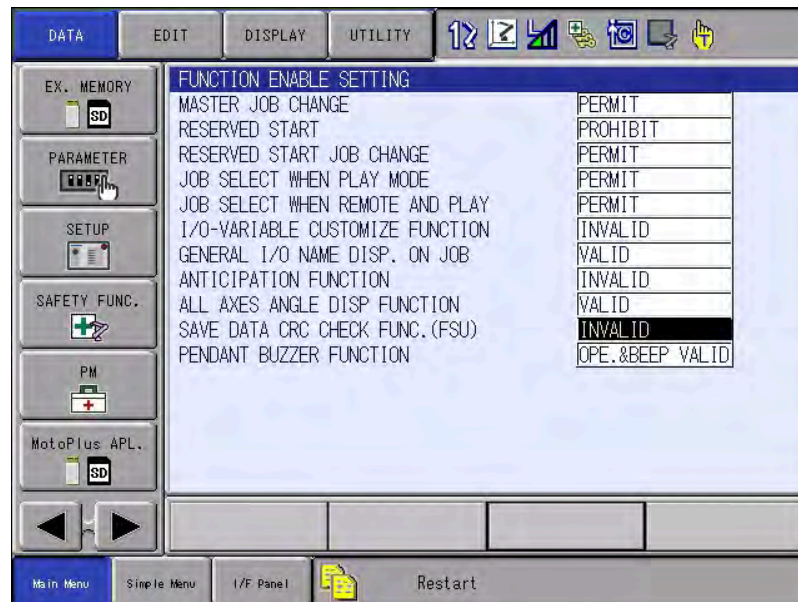 DATA
EDIT
DISPLAY
UTILITY
EX. MEMORY
SD
PARAMETER
SETUP
SAFETY FUNC.
PM
MotoPlus APL.
SD
FUNCTION ENABLE SETTING
MASTER JOB CHANGE PERMIT
RESERVED START PROHIBIT
RESERVED START JOB CHANGE PERMIT
JOB SELECT WHEN PLAY MODE PERMIT
JOB SELECT WHEN REMOTE AND PLAY PERMIT
I/O-VARIABLE CUSTOMIZE FUNCTION INVALID
GENERAL I/O NAME DISP. ON JOB VALID
ANTICIPATION FUNCTION INVALID
ALL AXES ANGLE DISP FUNCTION VALID
SAVE DATA CRC CHECK FUNC.(FSU) INVALID
PENDANT BUZZER FUNCTION OPE.&BEEP VALID
Main Menu
Simple Menu
I/F Panel
Restart